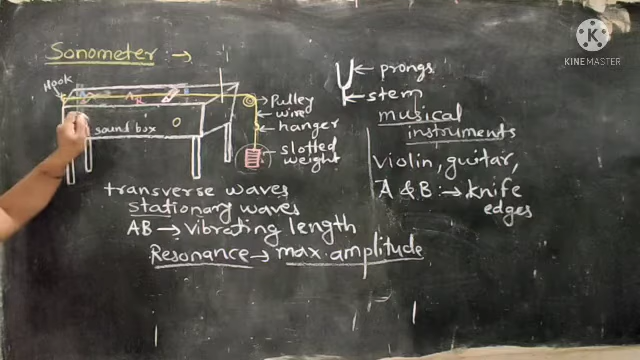 Sonometer →
Hook
A
B
sound box
Pulley
wire
hanger
slotted
weight
transverse waves
stationary waves
AB → vibrating length
Resonance → max. amplitude
prongs
stem
musical
instruments
violin, guitar,
A & B :→ knife
edges
KINEMASTER